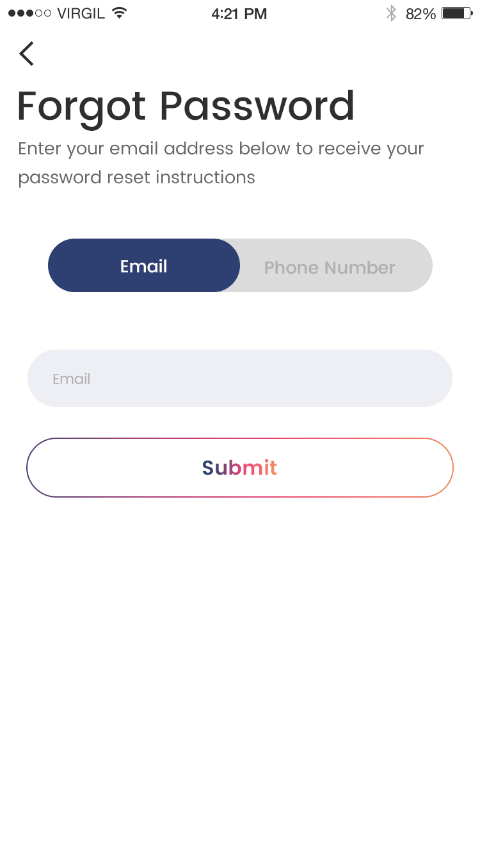 VIRGIL 4:21 PM 82%
Forgot Password
Enter your email address below to receive your
password reset instructions
Email Phone Number
Email
Submit